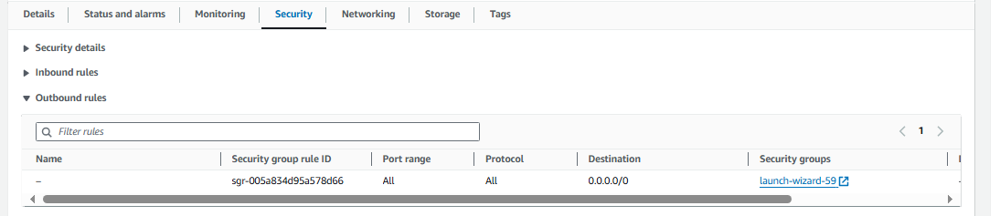 Details Status and alarms Monitoring Security Networking Storage Tags
Security details
Inbound rules
Outbound rules
Filter rules
1
Name Security group rule ID Port range Protocol Destination Security groups
– sgr-005a834d95a578d66 All All 0.0.0.0/0 launch-wizard-59 –